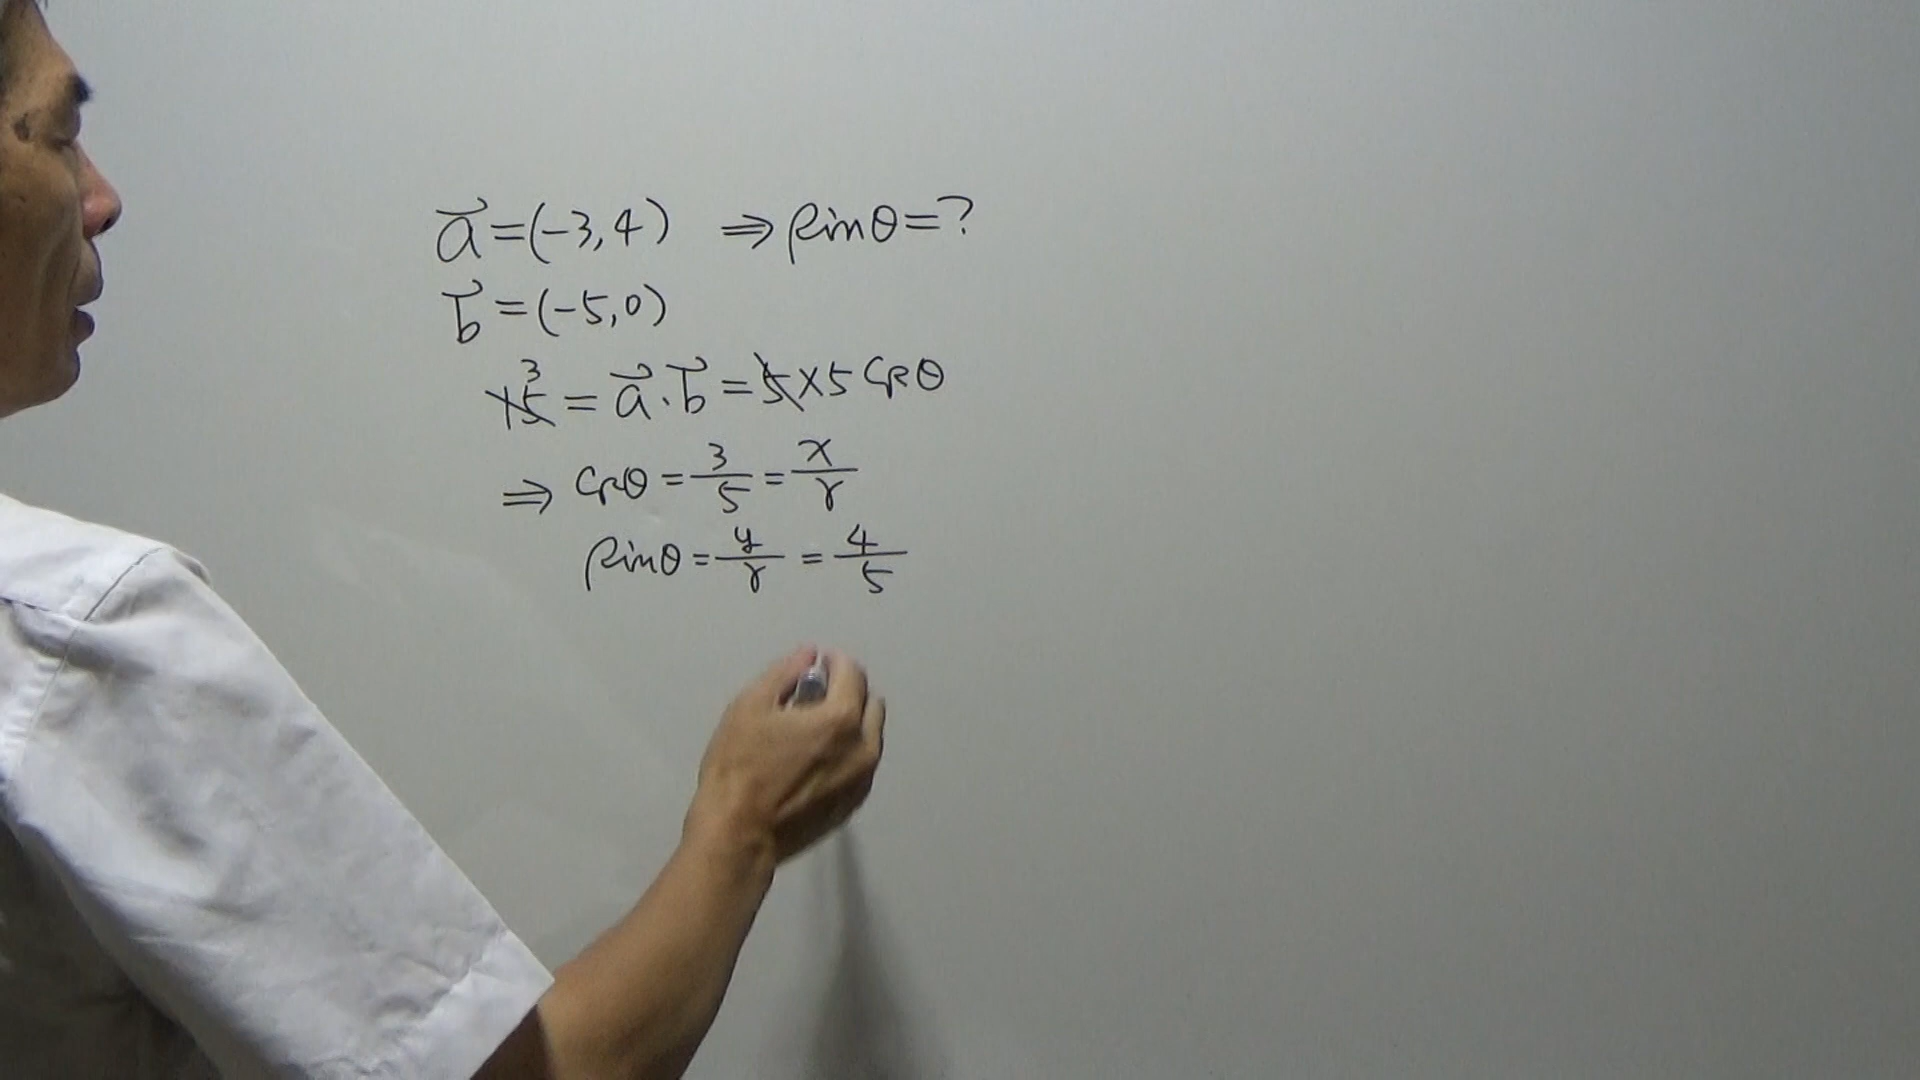 a⃗=(-3,4) ⇒ sinθ=?
b⃗=(-5,0)
15 3 = a⃗·b⃗ = 5×5 cosθ
⇒ cosθ = 3/5 = x/r
sinθ = y/r = 4/5